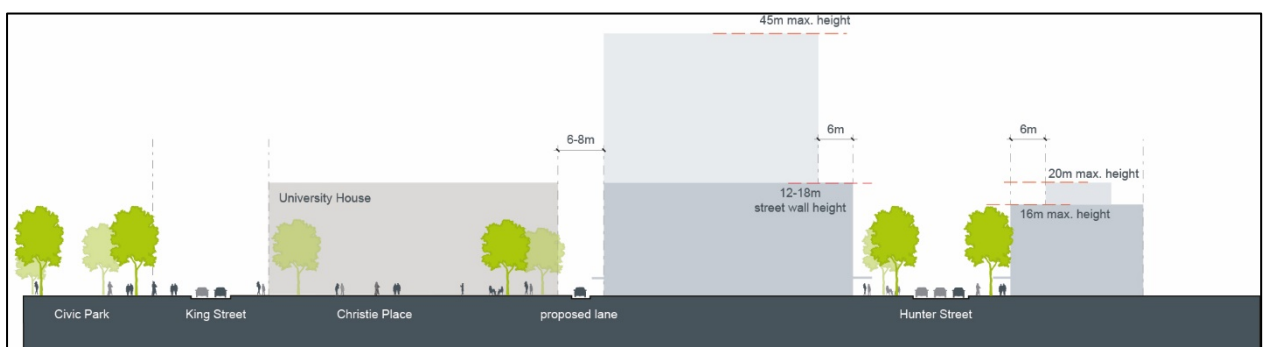 45m max. height
6-8m
6m
6m
20m max. height
University House
12-18m
street wall height
16m max. height
Civic Park
King Street
Christie Place
proposed lane
Hunter Street